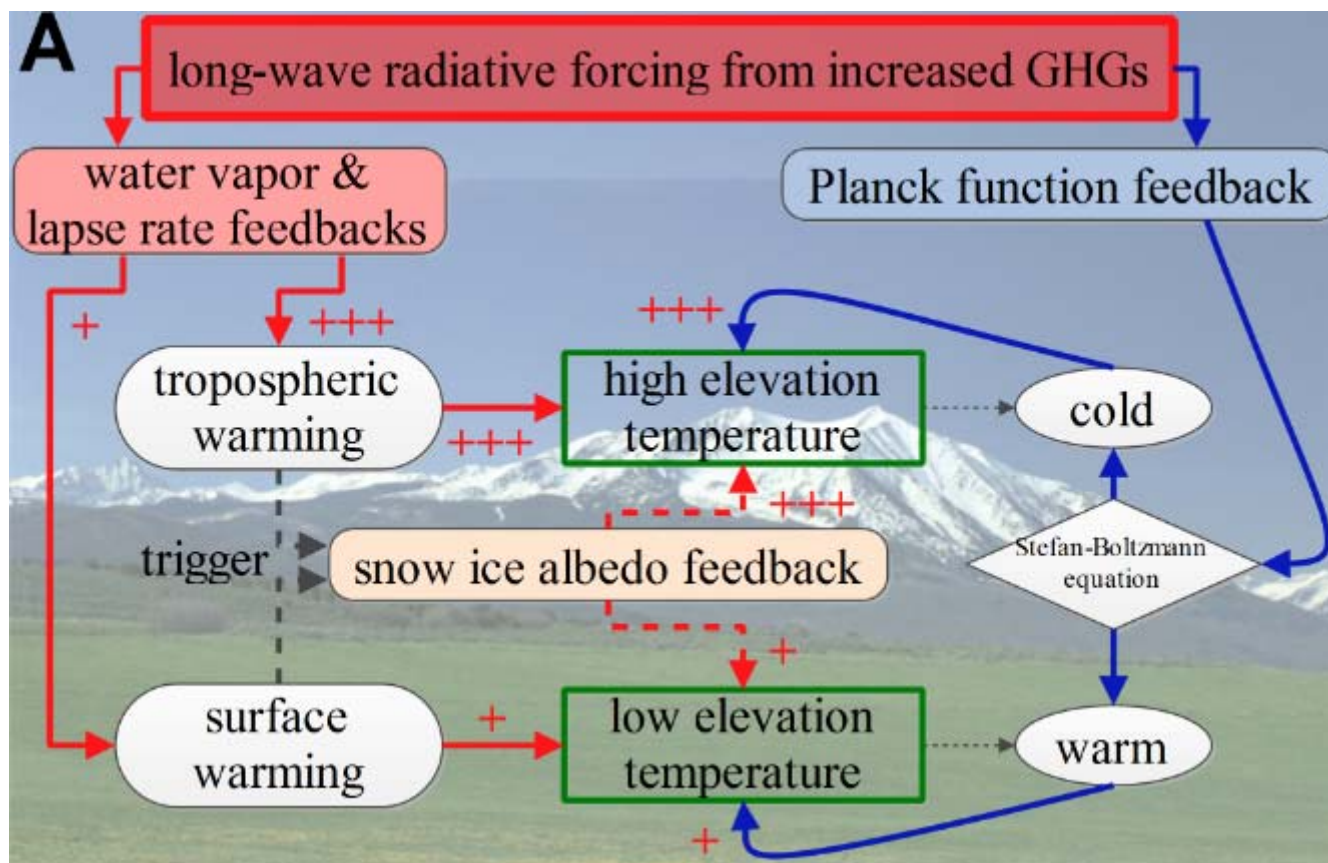 A
long-wave radiative forcing from increased GHGs
water vapor &
lapse rate feedbacks
Planck function feedback
+
+++
+++
tropospheric
warming
+++
high elevation
temperature
cold
+++
trigger
snow ice albedo feedback
Stefan-Boltzmann
equation
+
surface
warming
+
low elevation
temperature
warm
+